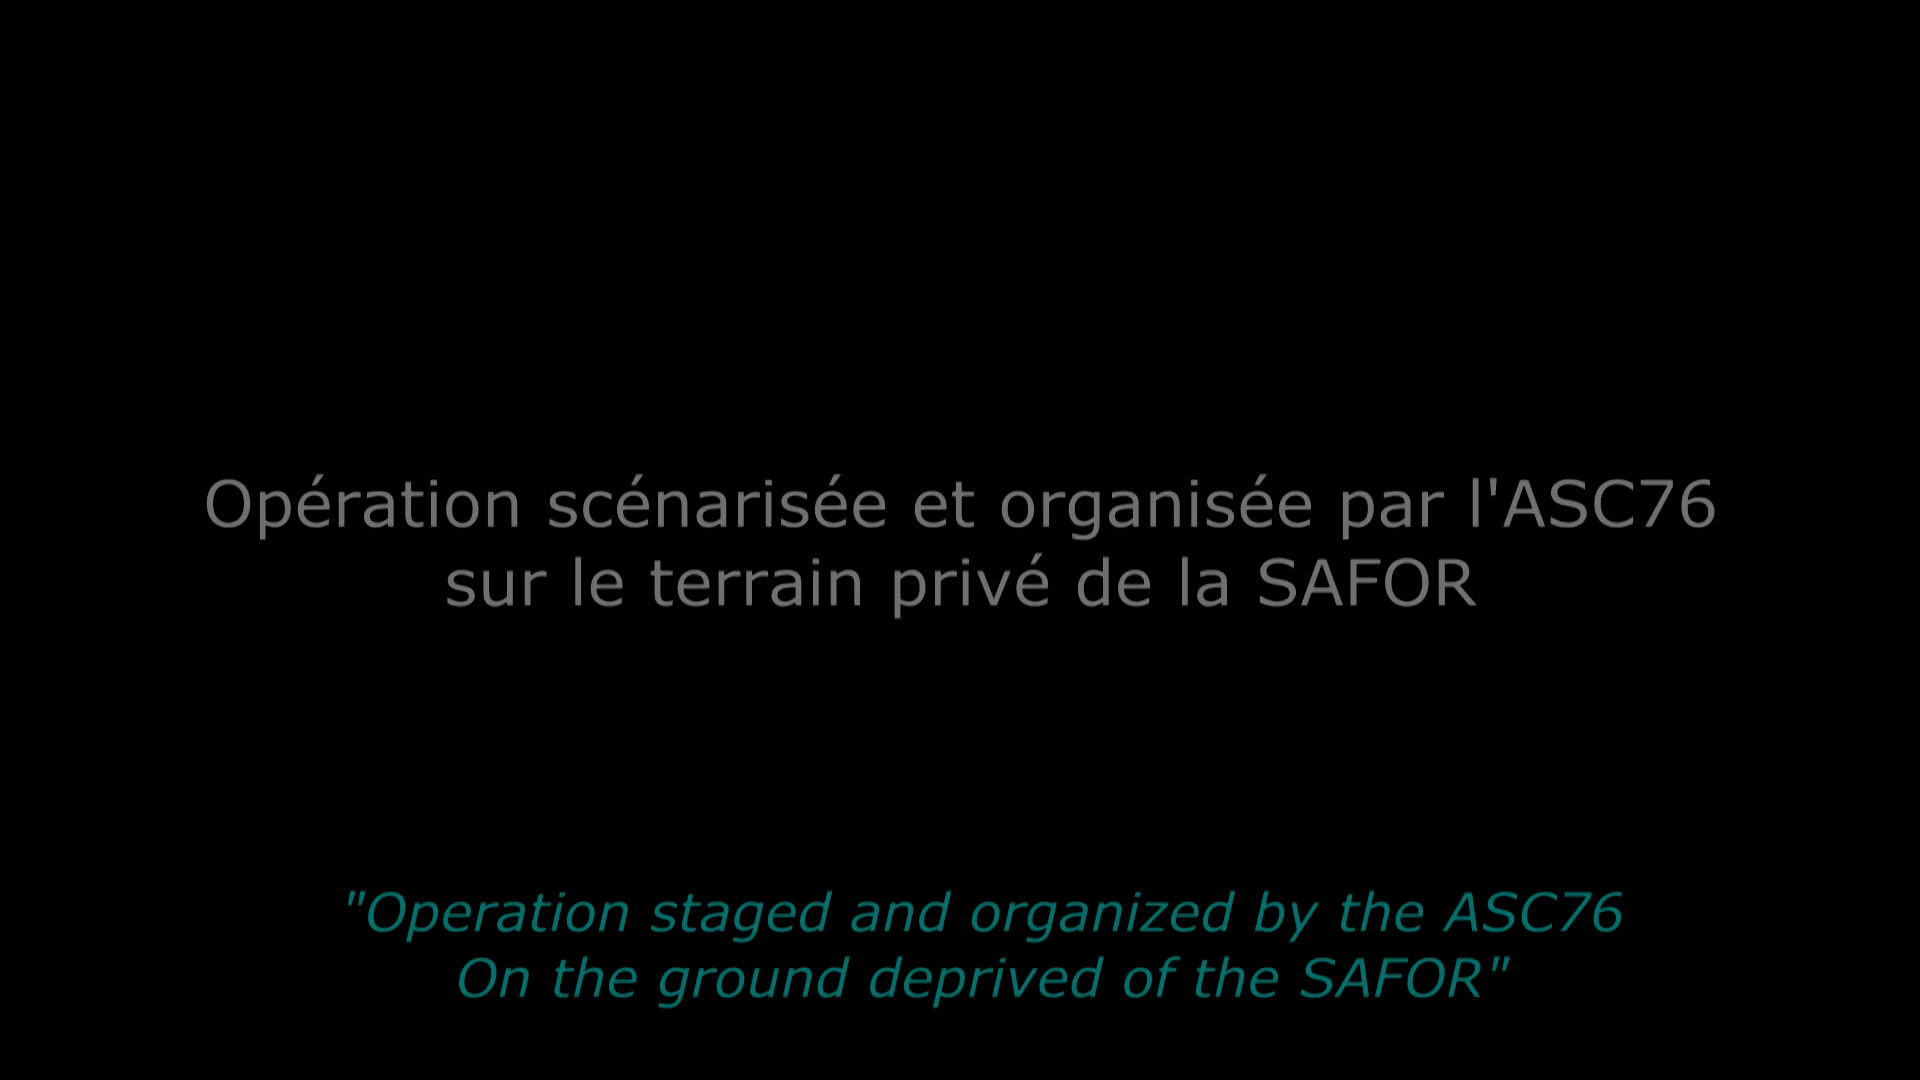 Opération scénarisée et organisée par l'ASC76
sur le terrain privé de la SAFOR
"Operation staged and organized by the ASC76
On the ground deprived of the SAFOR"